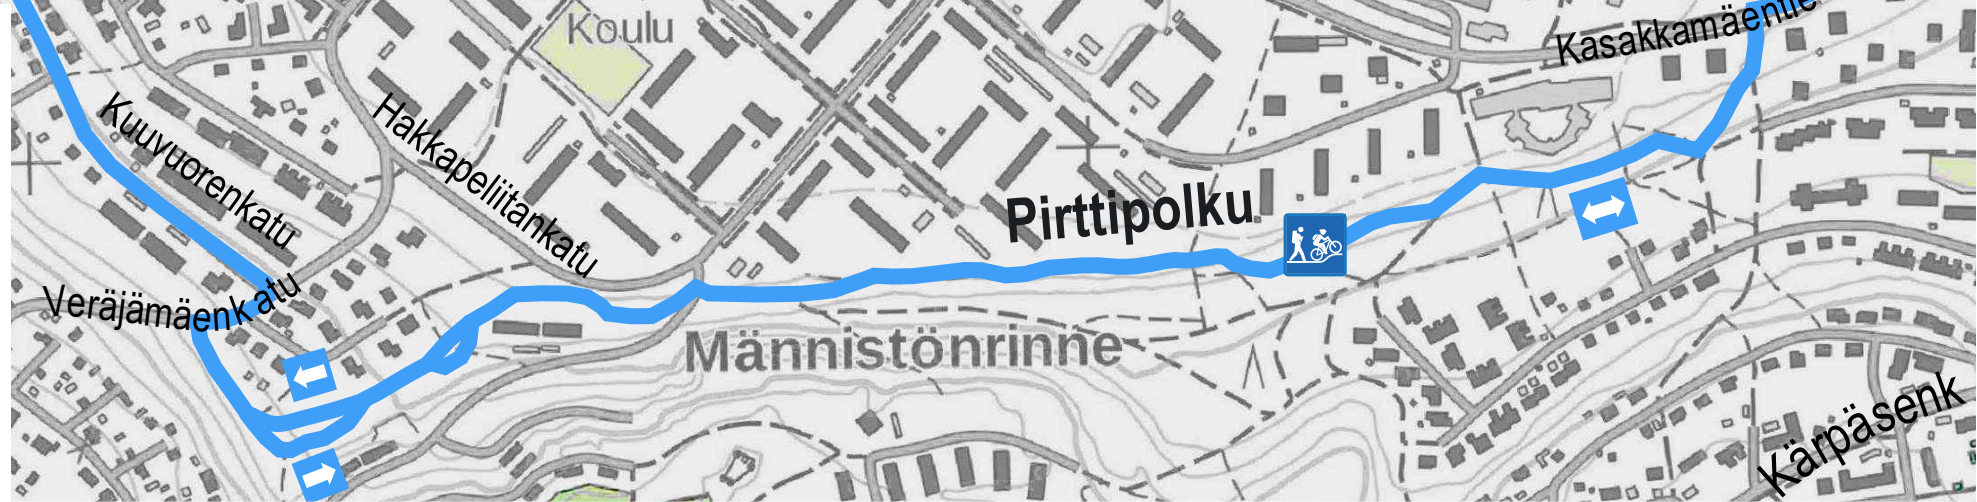 Koulu
Kasakkamäentie
Kuuvuorenkatu
Hakkapeliitankatu
Pirttipolku
Veräjämäenkatu
Männistönrinne
Kärpäsenk